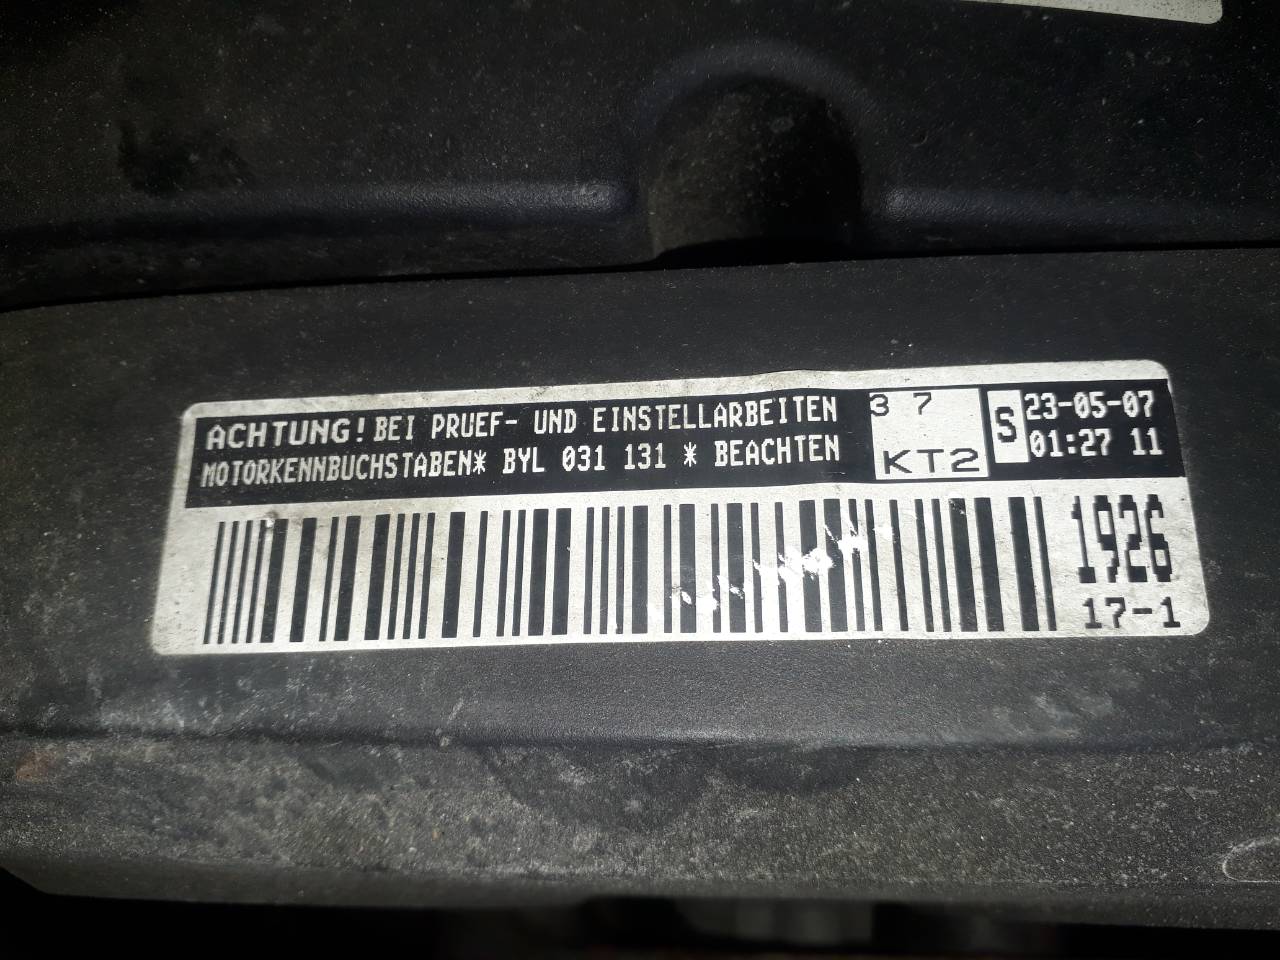 ACHTUNG! BEI PRUEF- UND EINSTELLARBEITEN
MOTORKENNBUCHSTABEN* BYL 031 131 * BEACHTEN
3 7
KT2
S
23-05-07
01:27 11
1926
17-1